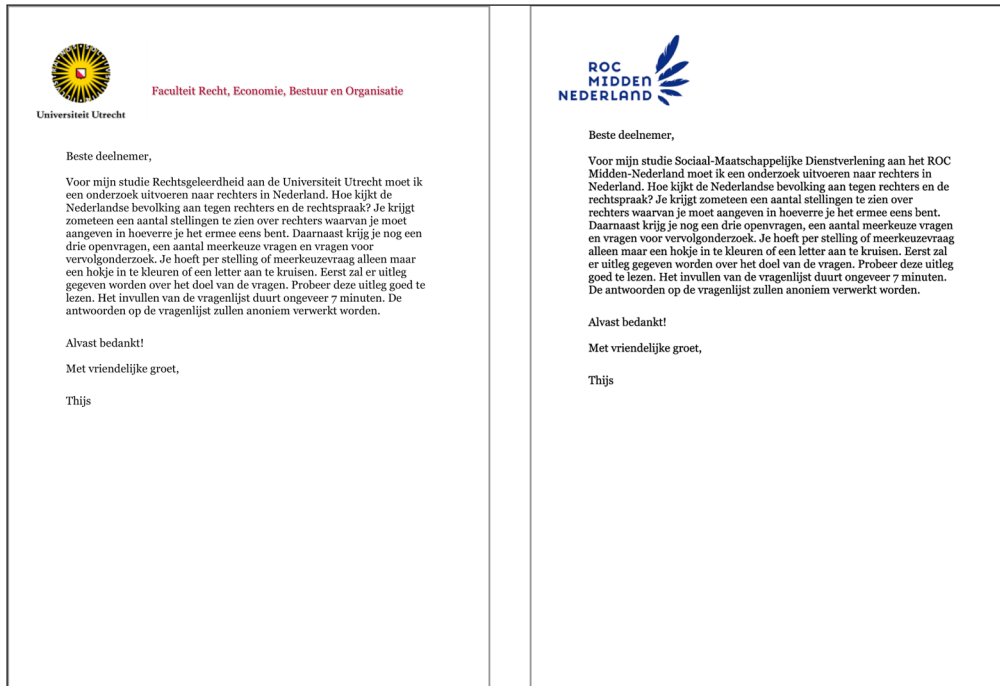 Universiteit Utrecht
Faculteit Recht, Economie, Bestuur en Organisatie
Beste deelnemer,
Voor mijn studie Rechtsgeleerdheid aan de Universiteit Utrecht moet ik
een onderzoek uitvoeren naar rechters in Nederland. Hoe kijkt de
Nederlandse bevolking aan tegen rechters en de rechtspraak? Je krijgt
zometeen een aantal stellingen te zien over rechters waarvan je moet
aangeven in hoeverre je het ermee eens bent. Daarnaast krijg je nog een
drie openvragen, een aantal meerkeuze vragen en vragen voor
vervolgonderzoek. Je hoeft per stelling of meerkeuzevraag alleen maar
een hokje in te kleuren of een letter aan te kruisen. Eerst zal er uitleg
gegeven worden over het doel van de vragen. Probeer deze uitleg goed te
lezen. Het invullen van de vragenlijst duurt ongeveer 7 minuten. De
antwoorden op de vragenlijst zullen anoniem verwerkt worden.
Alvast bedankt!
Met vriendelijke groet,
Thijs
ROC
MIDDEN
NEDERLAND
Beste deelnemer,
Voor mijn studie Sociaal-Maatschappelijke Dienstverlening aan het ROC
Midden-Nederland moet ik een onderzoek uitvoeren naar rechters in
Nederland. Hoe kijkt de Nederlandse bevolking aan tegen rechters en de
rechtspraak? Je krijgt zometeen een aantal stellingen te zien over
rechters waarvan je moet aangeven in hoeverre je het ermee eens bent.
Daarnaast krijg je nog een drie openvragen, een aantal meerkeuze vragen
en vragen voor vervolgonderzoek. Je hoeft per stelling of meerkeuzevraag
alleen maar een hokje in te kleuren of een letter aan te kruisen. Eerst zal
er uitleg gegeven worden over het doel van de vragen. Probeer deze uitleg
goed te lezen. Het invullen van de vragenlijst duurt ongeveer 7 minuten.
De antwoorden op de vragenlijst zullen anoniem verwerkt worden.
Alvast bedankt!
Met vriendelijke groet,
Thijs